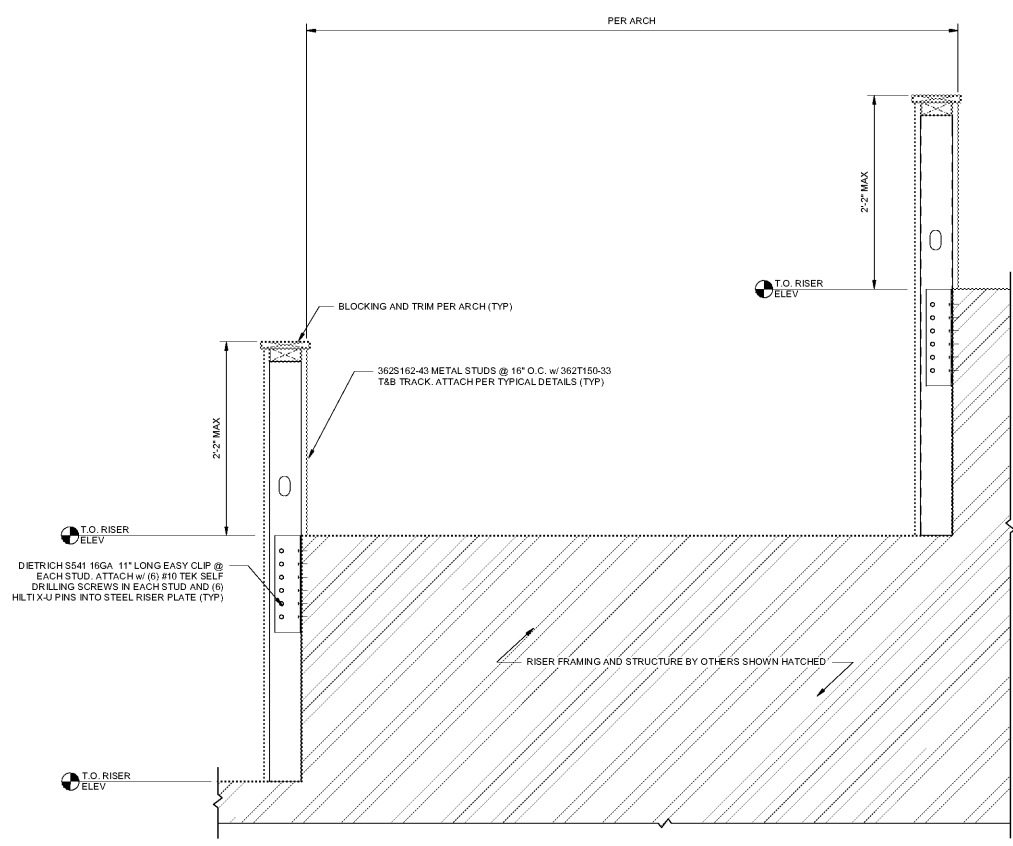 PER ARCH
2'-2" MAX
T.O. RISER
ELEV
BLOCKING AND TRIM PER ARCH (TYP)
362S162-43 METAL STUDS @ 16" O.C. w/ 362T150-33
T&B TRACK. ATTACH PER TYPICAL DETAILS (TYP)
2'-2" MAX
T.O. RISER
ELEV
DIETRICH S541 16GA 11" LONG EASY CLIP @
EACH STUD. ATTACH w/ (6) #10 TEK SELF
DRILLING SCREWS IN EACH STUD AND (6)
HILTI X-U PINS INTO STEEL RISER PLATE (TYP)
RISER FRAMING AND STRUCTURE BY OTHERS SHOWN HATCHED
T.O. RISER
ELEV